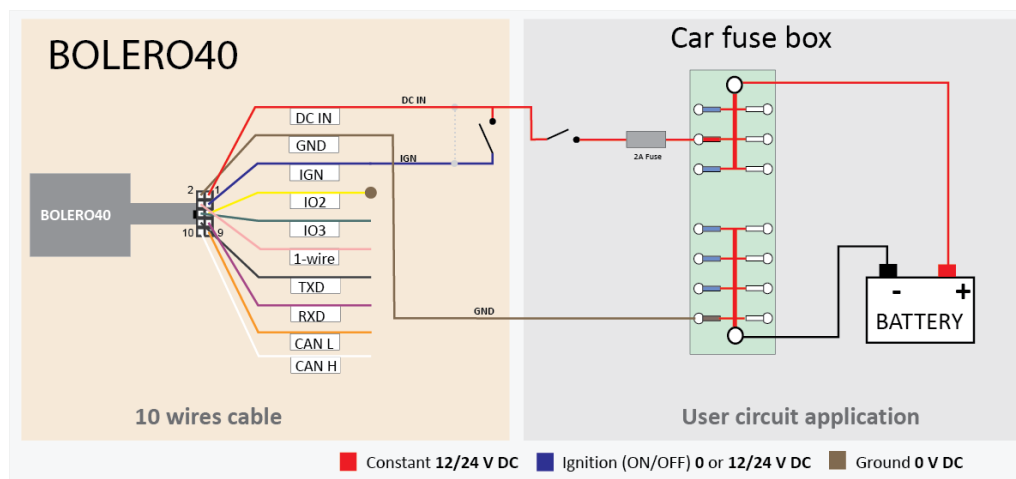 BOLERO40
Car fuse box
DC IN
DC IN
GND
IGN
IGN
2A Fuse
2
1
BOLERO40
IO2
10
9
IO3
1-wire
TXD
RXD
GND
- +
BATTERY
CAN L
CAN H
10 wires cable
User circuit application
Constant 12/24 V DC
Ignition (ON/OFF) 0 or 12/24 V DC
Ground 0 V DC